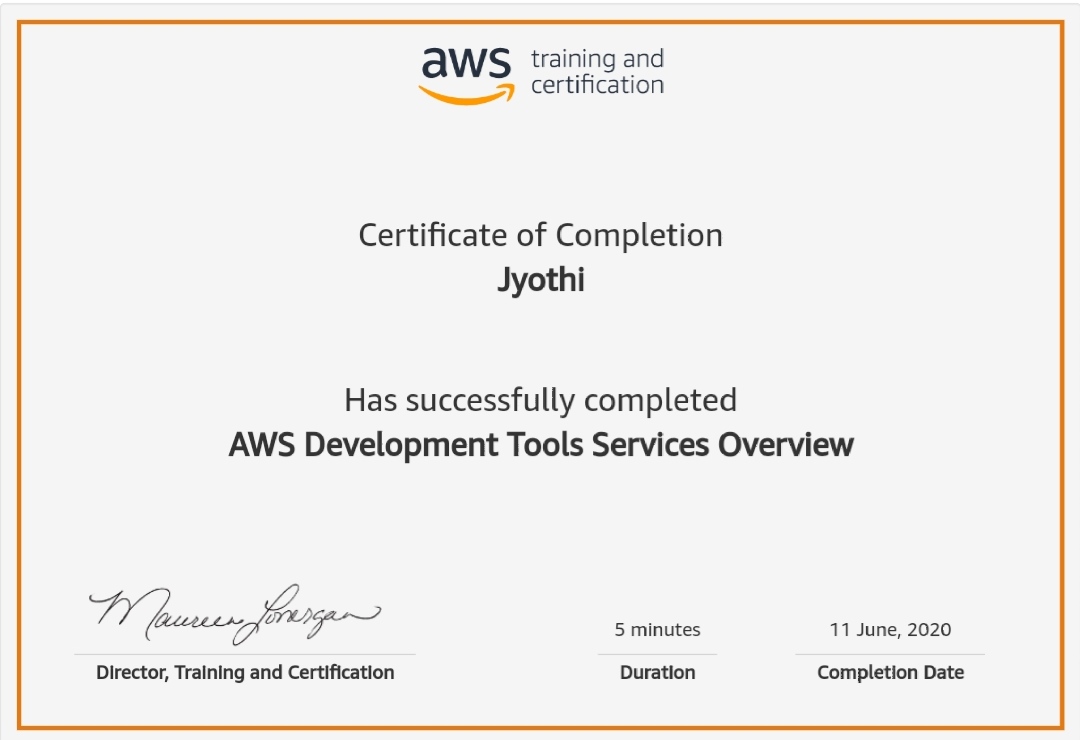 aws training and
certification
Certificate of Completion
Jyothi
Has successfully completed
AWS Development Tools Services Overview
Maureen Lonergan
5 minutes
11 June, 2020
Director, Training and Certification
Duration
Completion Date